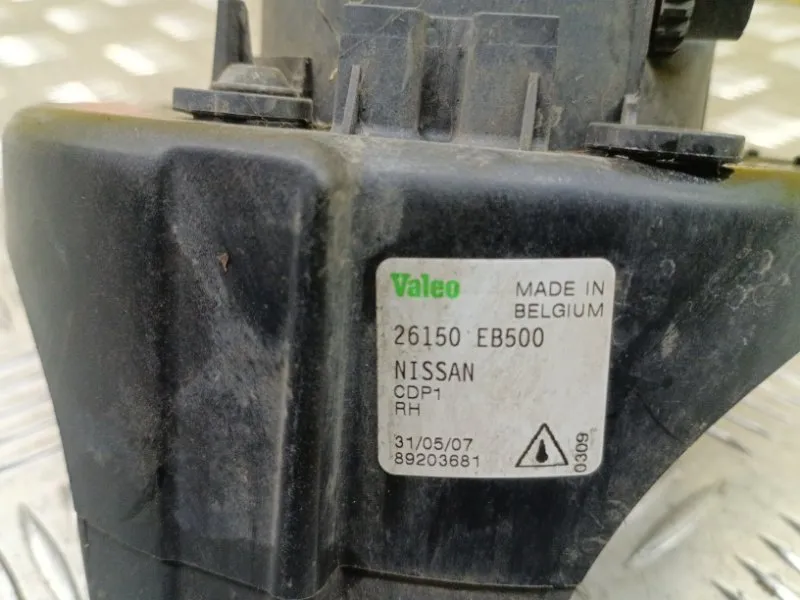 Valeo
MADE IN
BELGIUM
26150 EB500
NISSAN
CDP1
RH
31/05/07
89203681
0309